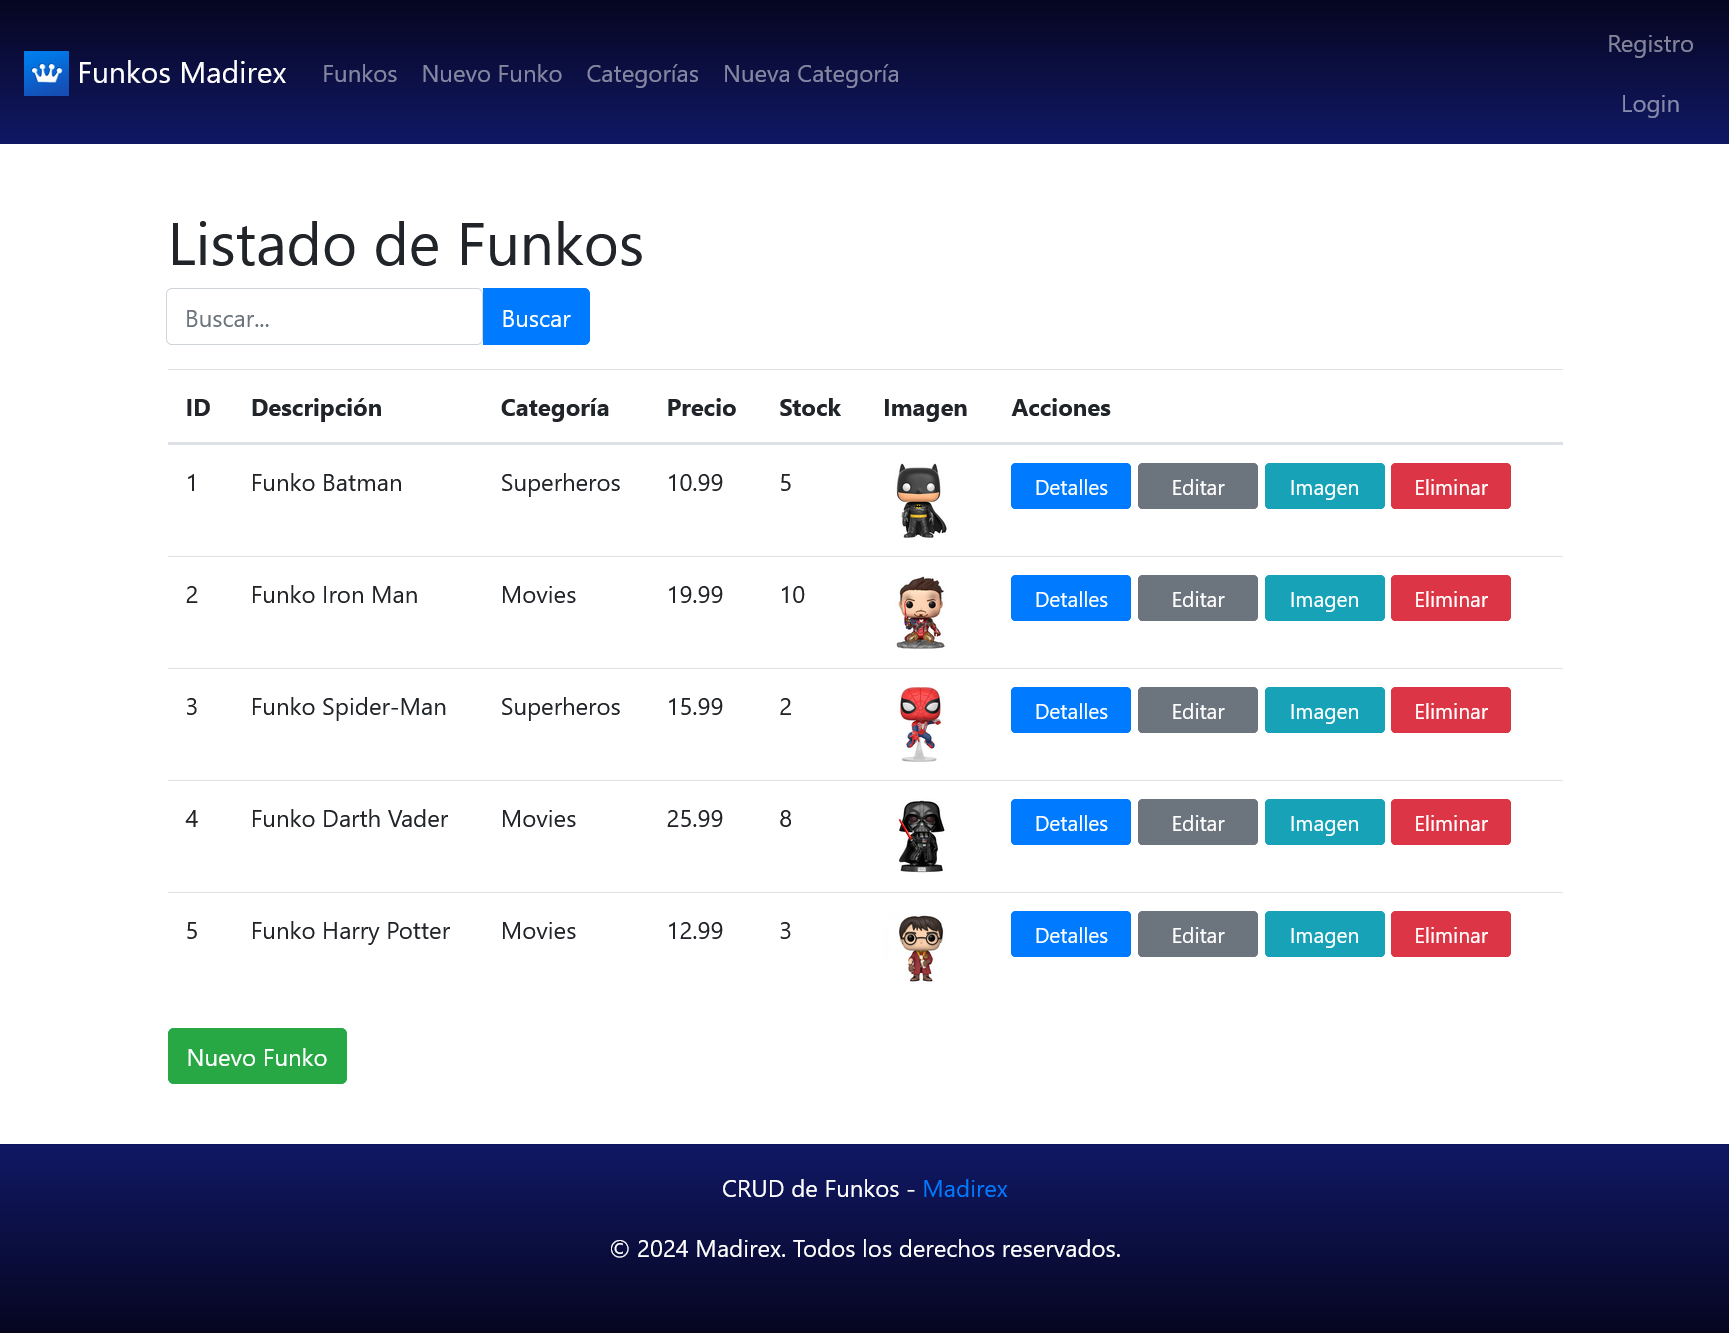 Funkos Madirex Funkos Nuevo Funko Categorías Nueva Categoría
Registro
Login
Listado de Funkos
Buscar... Buscar
ID Descripción Categoría Precio Stock Imagen Acciones
1 Funko Batman Superheros 10.99 5 Detalles Editar Imagen Eliminar
2 Funko Iron Man Movies 19.99 10 Detalles Editar Imagen Eliminar
3 Funko Spider-Man Superheros 15.99 2 Detalles Editar Imagen Eliminar
4 Funko Darth Vader Movies 25.99 8 Detalles Editar Imagen Eliminar
5 Funko Harry Potter Movies 12.99 3 Detalles Editar Imagen Eliminar
Nuevo Funko
CRUD de Funkos - Madirex
© 2024 Madirex. Todos los derechos reservados.